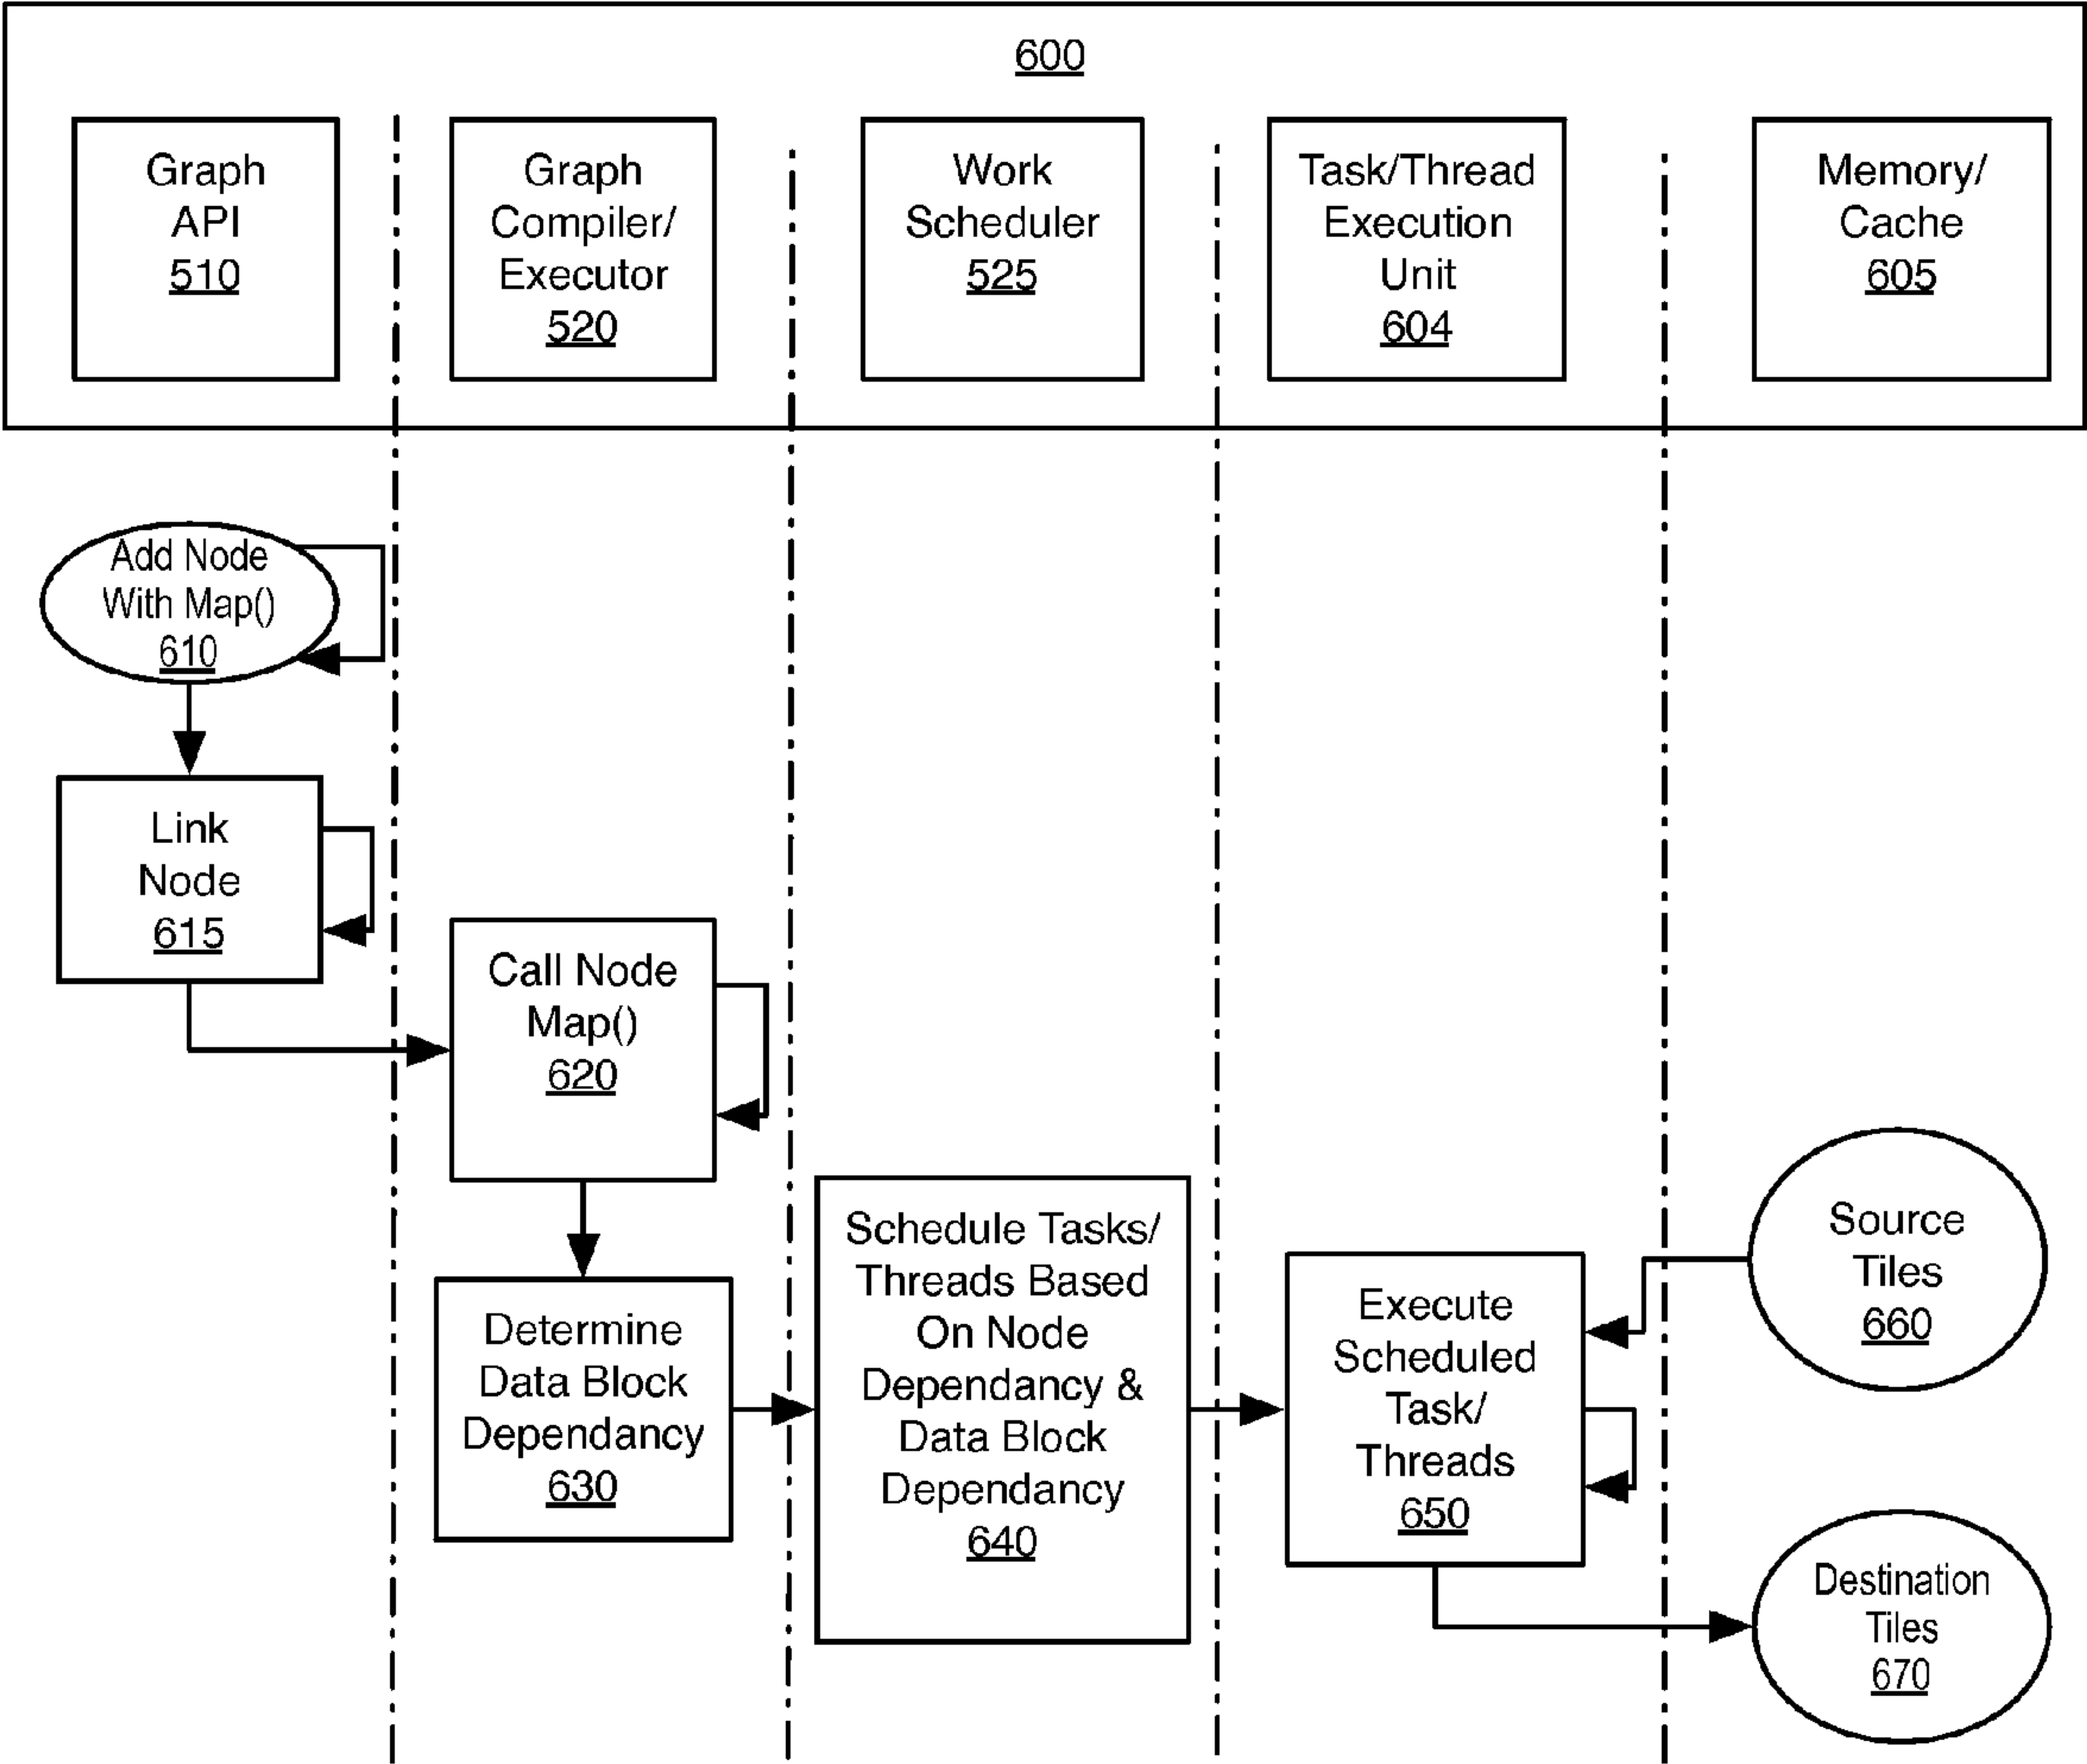 600
Graph
API
510
Graph
Compiler/
Executor
520
Work
Scheduler
525
Task/Thread
Execution
Unit
604
Memory/
Cache
605
Add Node
With Map()
610
Link
Node
615
Call Node
Map()
620
Determine
Data Block
Dependancy
630
Schedule Tasks/
Threads Based
On Node
Dependancy &
Data Block
Dependancy
640
Execute
Scheduled
Task/
Threads
650
Source
Tiles
660
Destination
Tiles
670